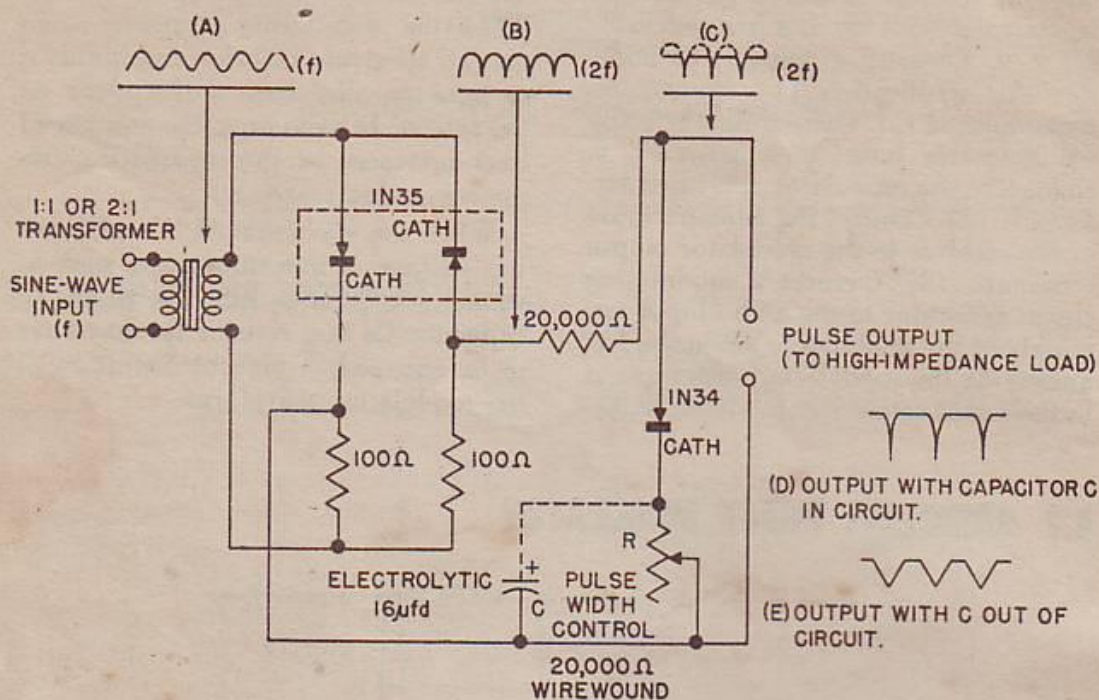 (A)
(B)
(C)
(f)
(2f)
(2f)
1:1 OR 2:1
TRANSFORMER
IN35
CATH
CATH
SINE-WAVE
INPUT
(f)
20,000Ω
PULSE OUTPUT
(TO HIGH-IMPEDANCE LOAD)
IN34
CATH
100Ω
100Ω
(D) OUTPUT WITH CAPACITOR C
IN CIRCUIT.
R
ELECTROLYTIC
16μfd
+
C
PULSE
WIDTH
CONTROL
(E) OUTPUT WITH C OUT OF
CIRCUIT.
20,000Ω
WIREWOUND